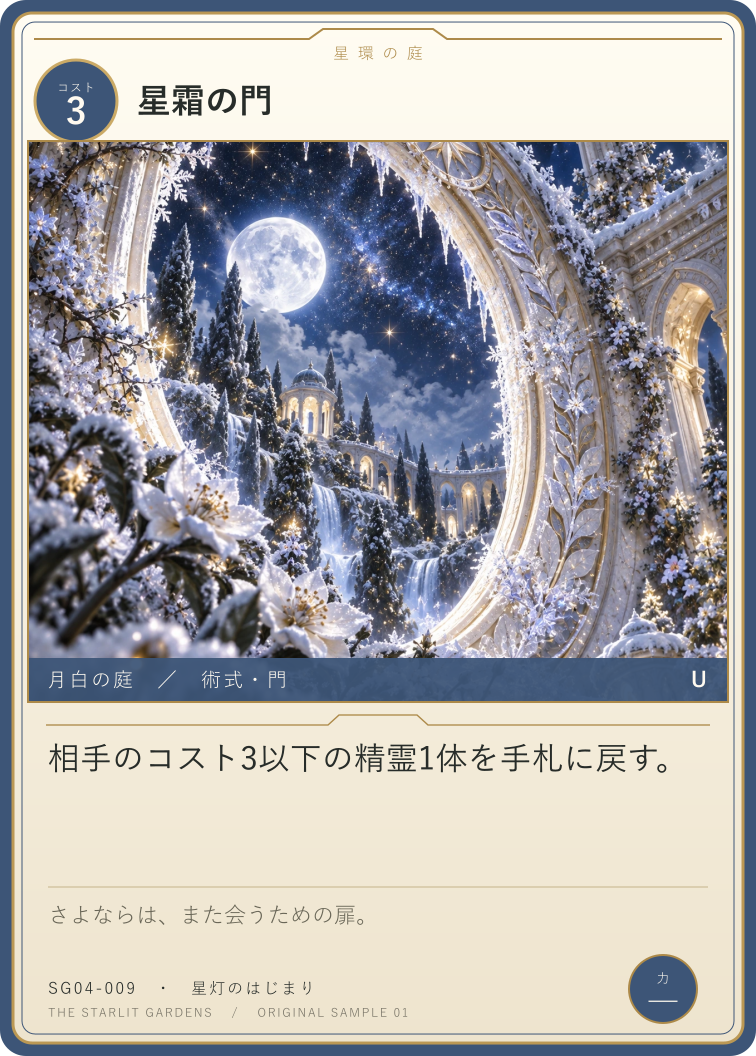 星環の庭
コスト
3
星霜の門
月白の庭　／　術式・門
U
相手のコスト3以下の精霊1体を手札に戻す。
さよならは、また会うための扉。
SG04-009　・　星灯のはじまり
THE STARLIT GARDENS　/　ORIGINAL SAMPLE 01
力
—